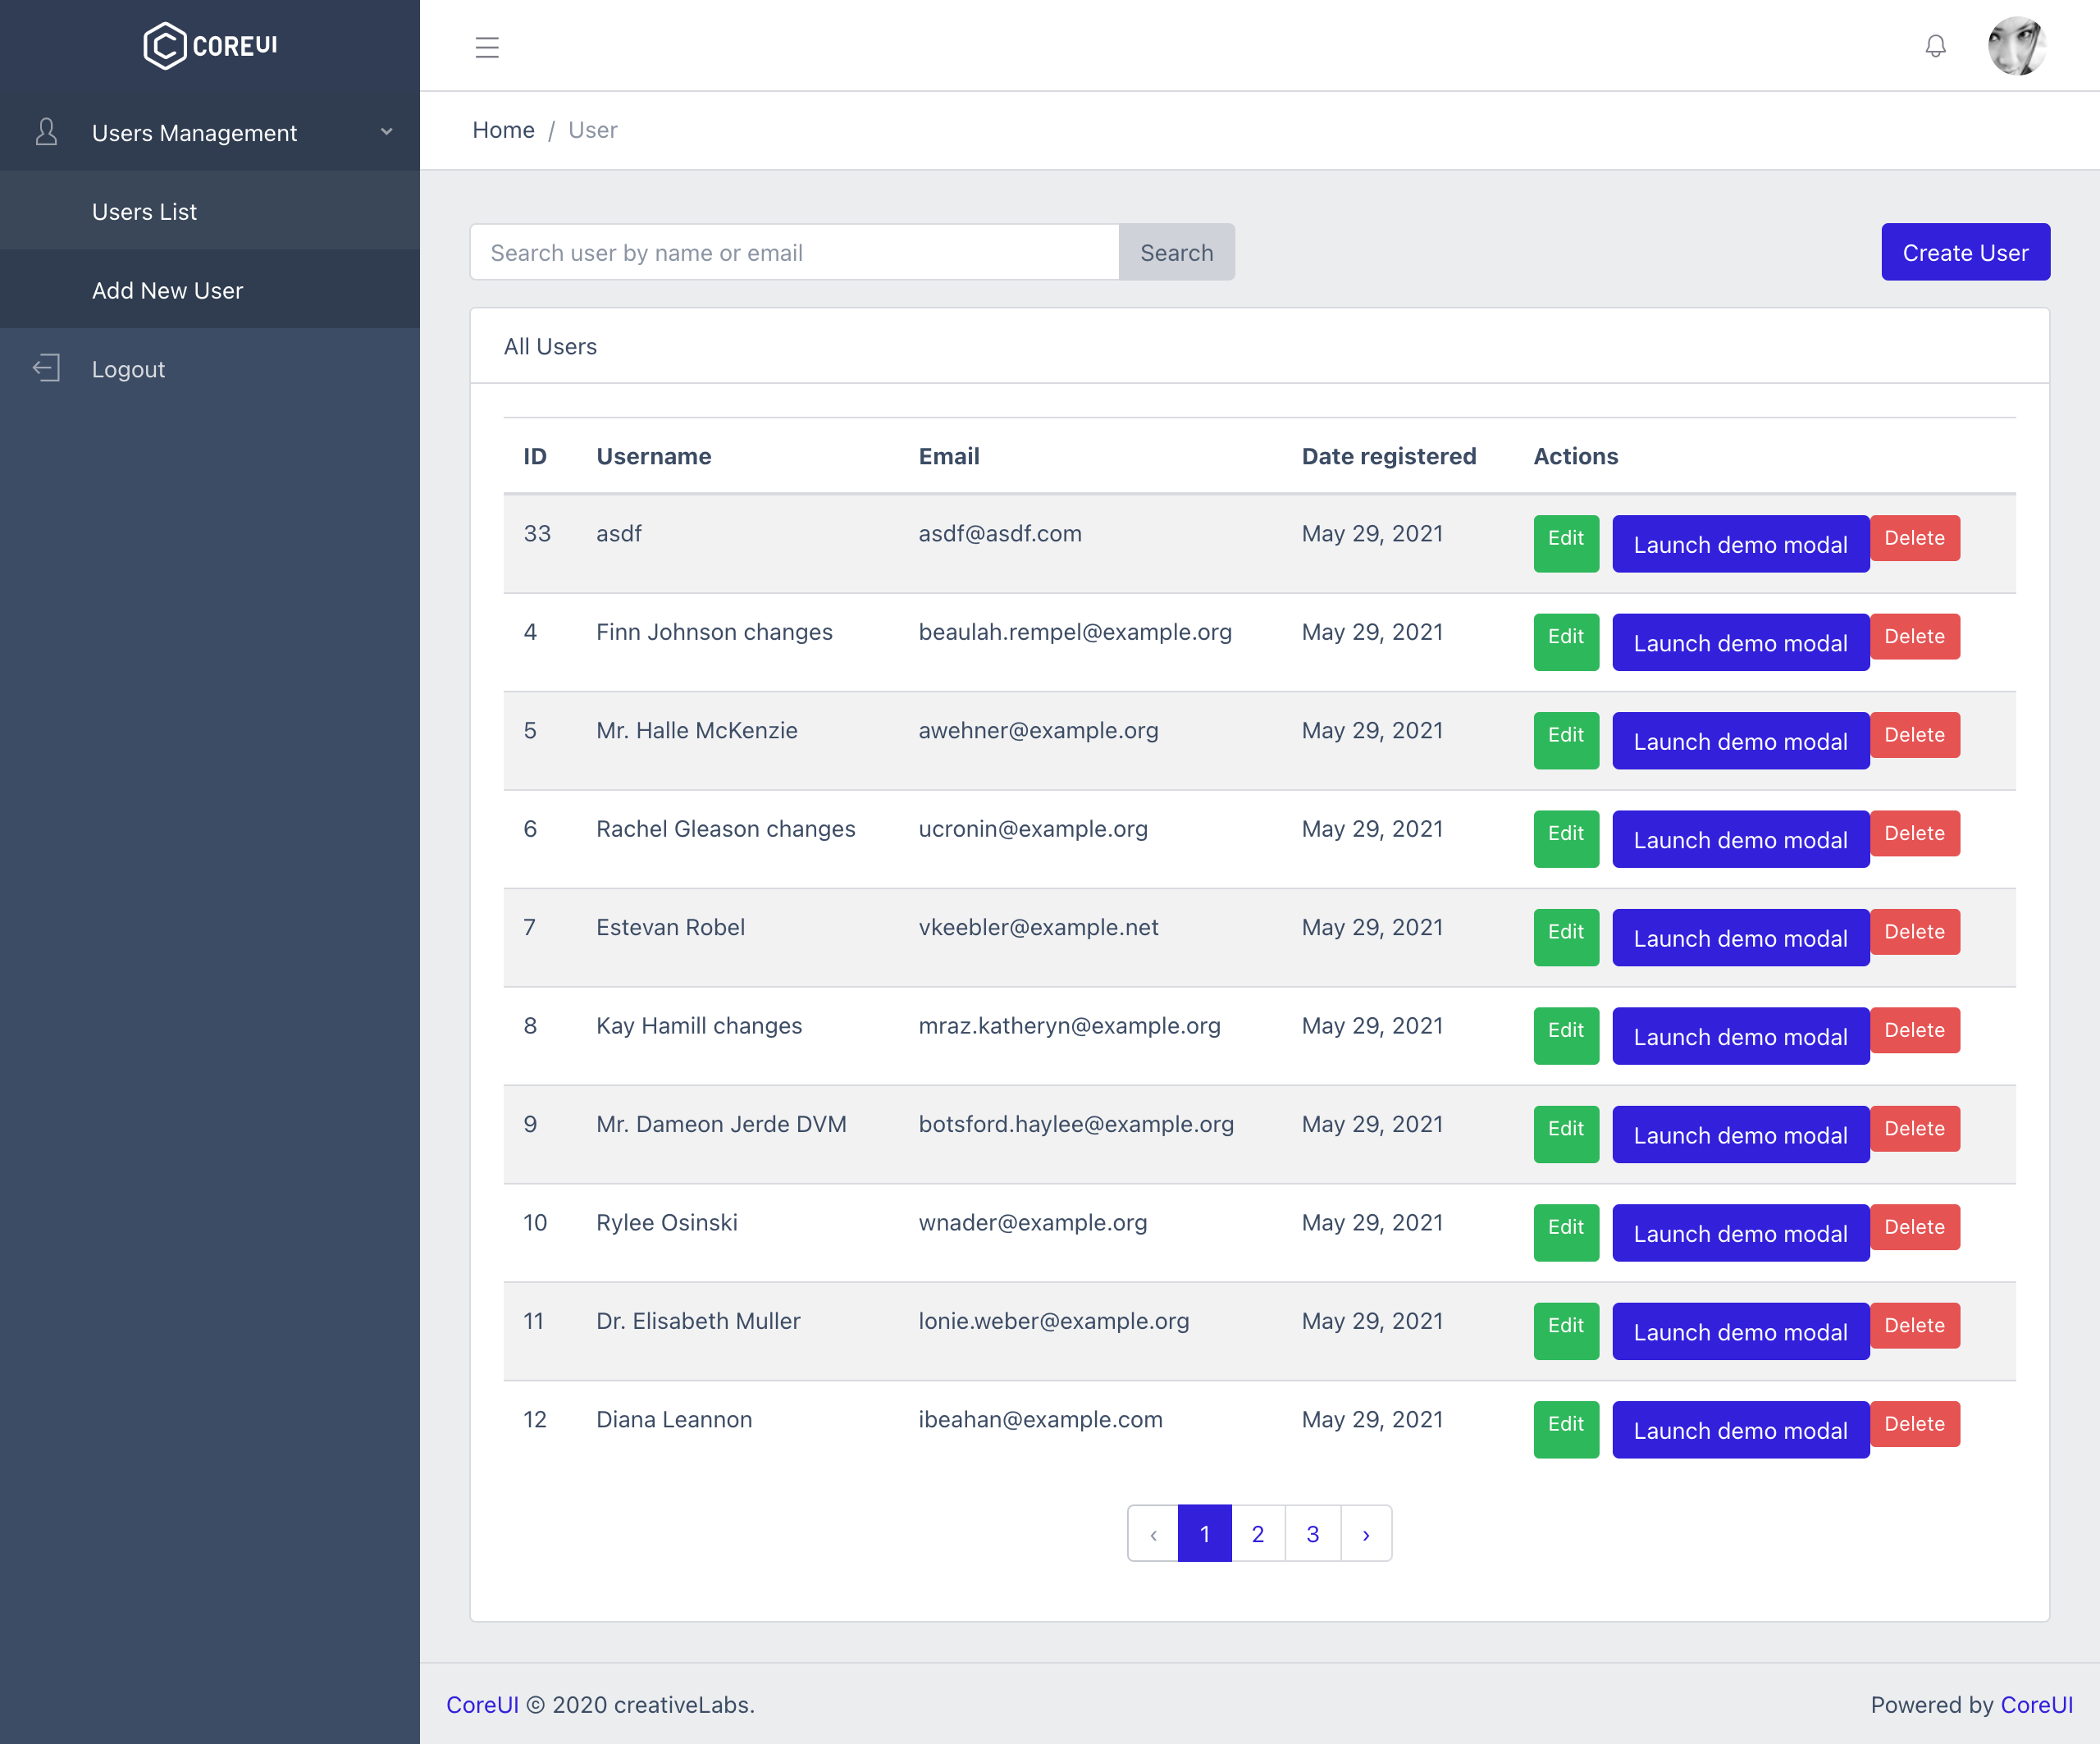 COREUI
Users Management
Users List
Add New User
Logout
Home / User
Search user by name or email Search Create User
All Users
ID Username Email Date registered Actions
33 asdf asdf@asdf.com May 29, 2021 Edit Launch demo modal Delete
4 Finn Johnson changes beaulah.rempel@example.org May 29, 2021 Edit Launch demo modal Delete
5 Mr. Halle McKenzie awehner@example.org May 29, 2021 Edit Launch demo modal Delete
6 Rachel Gleason changes ucronin@example.org May 29, 2021 Edit Launch demo modal Delete
7 Estevan Robel vkeebler@example.net May 29, 2021 Edit Launch demo modal Delete
8 Kay Hamill changes mraz.katheryn@example.org May 29, 2021 Edit Launch demo modal Delete
9 Mr. Dameon Jerde DVM botsford.haylee@example.org May 29, 2021 Edit Launch demo modal Delete
10 Rylee Osinski wnader@example.org May 29, 2021 Edit Launch demo modal Delete
11 Dr. Elisabeth Muller lonie.weber@example.org May 29, 2021 Edit Launch demo modal Delete
12 Diana Leannon ibeahan@example.com May 29, 2021 Edit Launch demo modal Delete
‹ 1 2 3 ›
CoreUI © 2020 creativeLabs. Powered by CoreUI